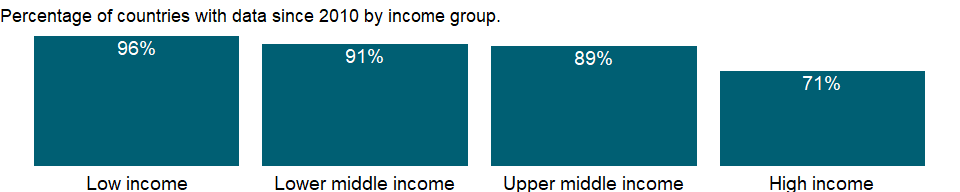 Percentage of countries with data since 2010 by income group.
96%
91%
89%
71%
Low income
Lower middle income
Upper middle income
High income